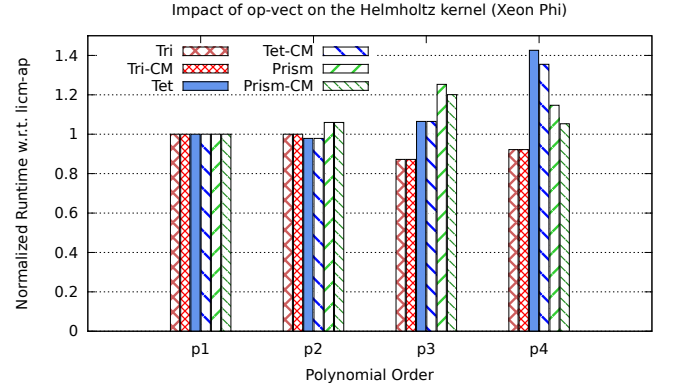 Impact of op-vect on the Helmholtz kernel (Xeon Phi)
Normalized Runtime w.r.t. licm-ap
1.4
1.2
1
0.8
0.6
0.4
0.2
0
Tri
Tri-CM
Tet
Tet-CM
Prism
Prism-CM
p1 p2 p3 p4
Polynomial Order